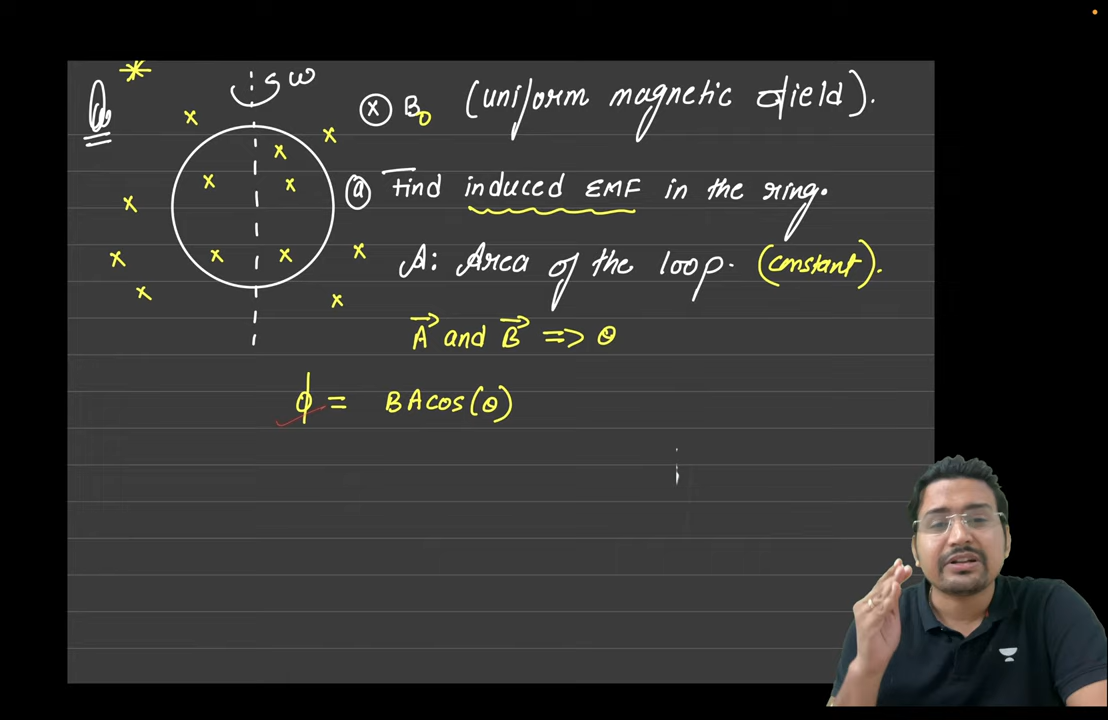 Q *
ω
ⓧ B₀ (uniform magnetic field).
ⓐ Find induced EMF in the ring.
A: Area of the loop. (constant).
A⃗ and B⃗ => θ
ϕ = BAcos(θ)